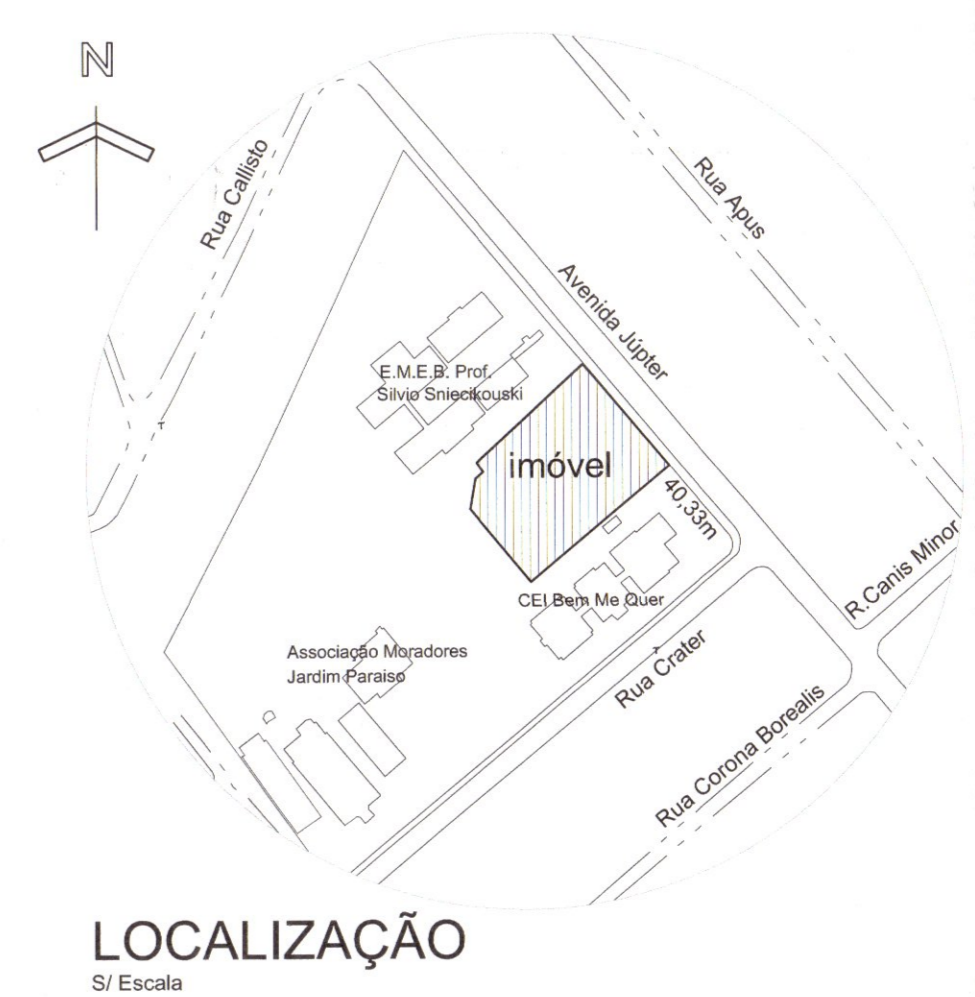 N
Rua Callisto
Rua Apus
Avenida Júpter
E.M.E.B. Prof.
Silvio Sniecikouski
imóvel
40,33m
R.Canis Minor
CEI Bem Me Quer
Associação Moradores
Jardim Paraiso
Rua Crater
Rua Corona Borealis
LOCALIZAÇÃO
S/ Escala